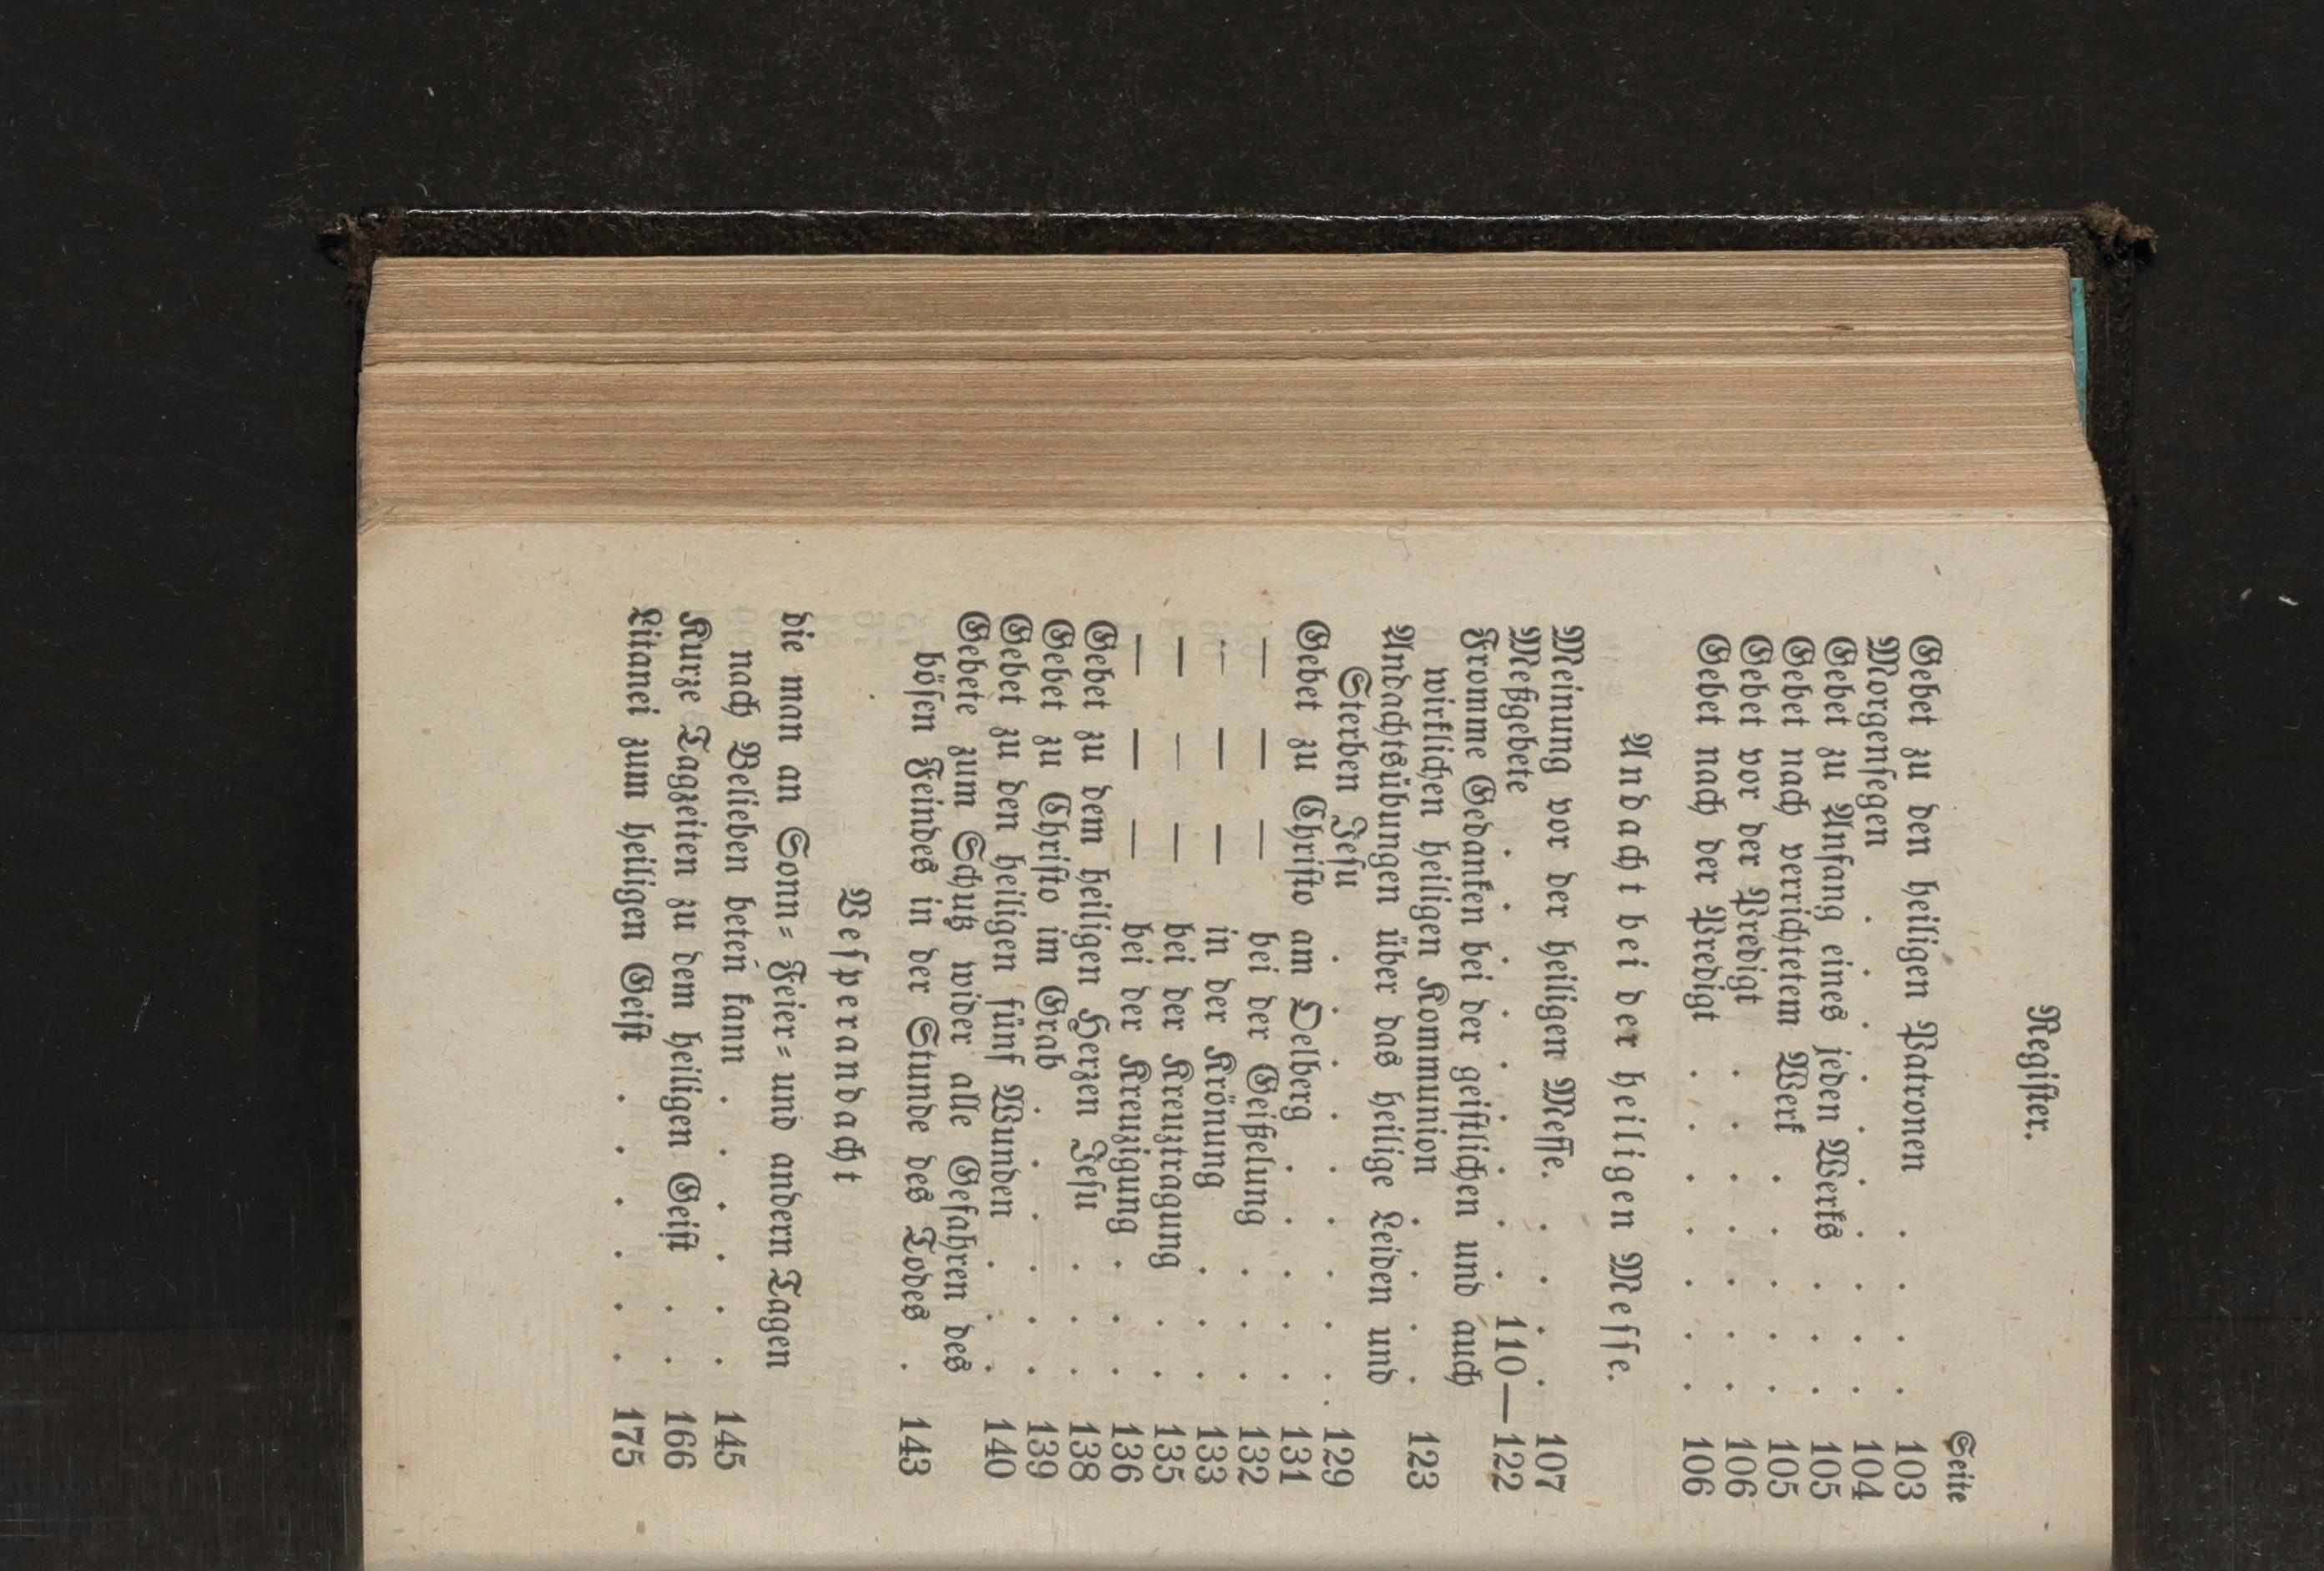 Regiſter.
Seite
Gebet zu den heiligen Patronen . . . . 103
Morgenſegen . . . . . . . . . . 104
Gebet zu Anfang eines jeden Werks . . . 105
Gebet nach verrichtetem Werk . . . . . 105
Gebet vor der Predigt . . . . . . . 106
Gebet nach der Predigt . . . . . . . 106
Andacht bei der heiligen Meſſe.
Meinung vor der heiligen Meſſe. . . . . 107
Meßgebete . . . . . . . . . 110—122
Fromme Gedanken bei der geiſtlichen und auch
wirklichen heiligen Kommunion . . . . 123
Andachtsübungen über das heilige Leiden und
Sterben Jeſu . . . . . . . . . 129
Gebet zu Chriſto am Oelberg . . . . . 131
— — — bei der Geißelung . . . . 132
— — — in der Krönung . . . . 133
— — — bei der Kreuztragung . . . 135
— — — bei der Kreuzigung . . . . 136
Gebet zu dem heiligen Herzen Jeſu . . . 138
Gebet zu Chriſto im Grab . . . . . . 139
Gebet zu den heiligen fünf Wunden . . . 140
Gebete zum Schutz wider alle Gefahren des
böſen Feindes in der Stunde des Todes . 143
Veſperandacht
die man an Sonn⸗Feier⸗und andern Tagen
nach Belieben beten kann . . . . . . 145
Kurze Tagzeiten zu dem heiligen Geiſt . . 166
Litanei zum heiligen Geiſt . . . . . . 175